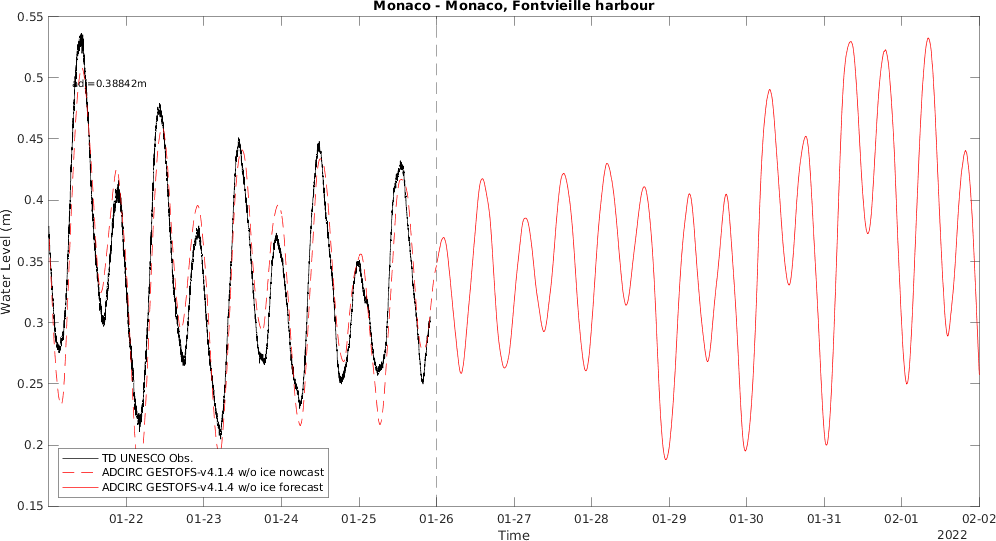 Monaco - Monaco, Fontvieille harbour
0.55
0.5
0.45
0.4
0.35
0.3
0.25
0.2
0.15
Water Level (m)
=0.38842m
TD UNESCO Obs.
ADCIRC GESTOFS-v4.1.4 w/o ice nowcast
ADCIRC GESTOFS-v4.1.4 w/o ice forecast
01-22 01-23 01-24 01-25 01-26 01-27 01-28 01-29 01-30 01-31 02-01 02-02
Time
2022